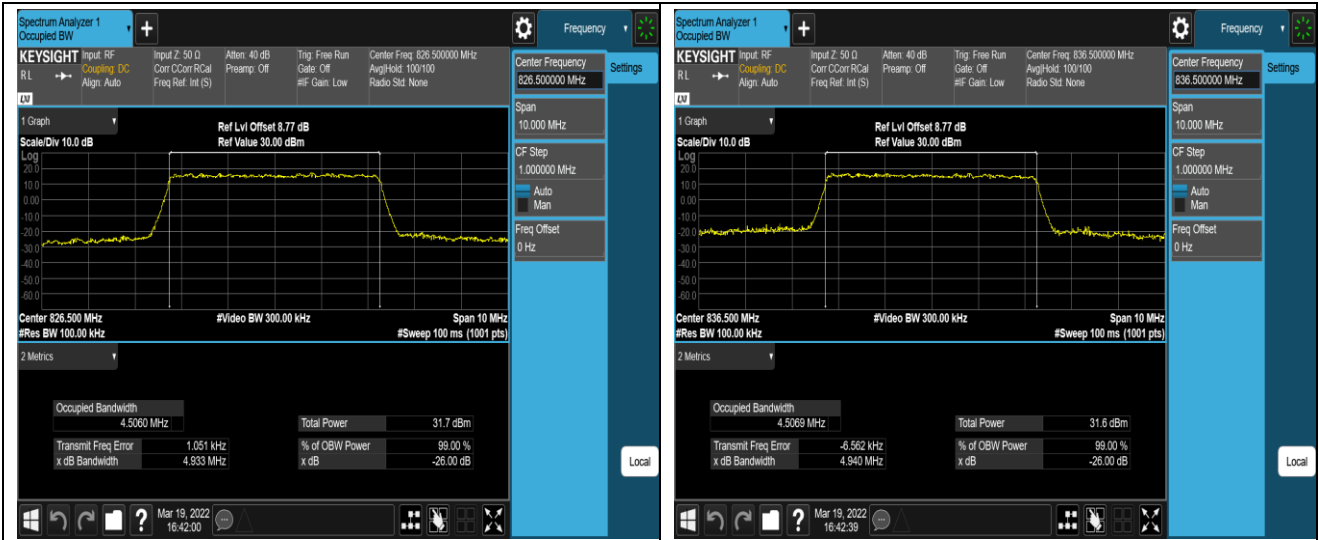 Spectrum Analyzer 1
Occupied BW
+
Frequency
KEYSIGHT
Input: RF
Coupling: DC
Align: Auto
Input Z: 50 Ω
Corr CCorr RCal
Freq Ref: Int (S)
Atten: 40 dB
Preamp: Off
Trig: Free Run
Gate: Off
#IF Gain: Low
Center Freq: 826.500000 MHz
Avg|Hold: 100/100
Radio Std: None
RL
LXI
Center Frequency
826.500000 MHz
Settings
Span
10.000 MHz
CF Step
1.000000 MHz
Auto
Man
Freq Offset
0 Hz
1 Graph
Scale/Div 10.0 dB
Ref Lvl Offset 8.77 dB
Ref Value 30.00 dBm
Log
20.0
10.0
0.00
-10.0
-20.0
-30.0
-40.0
-50.0
-60.0
Center 826.500 MHz
#Video BW 300.00 kHz
Span 10 MHz
#Res BW 100.00 kHz
#Sweep 100 ms (1001 pts)
2 Metrics
Occupied Bandwidth
4.5060 MHz
Total Power 31.7 dBm
Transmit Freq Error 1.051 kHz
% of OBW Power 99.00 %
x dB Bandwidth 4.933 MHz
x dB -26.00 dB
Local
?
Mar 19, 2022
16:42:00
Spectrum Analyzer 1
Occupied BW
+
Frequency
KEYSIGHT
Input: RF
Coupling: DC
Align: Auto
Input Z: 50 Ω
Corr CCorr RCal
Freq Ref: Int (S)
Atten: 40 dB
Preamp: Off
Trig: Free Run
Gate: Off
#IF Gain: Low
Center Freq: 836.500000 MHz
Avg|Hold: 100/100
Radio Std: None
RL
LXI
Center Frequency
836.500000 MHz
Settings
Span
10.000 MHz
CF Step
1.000000 MHz
Auto
Man
Freq Offset
0 Hz
1 Graph
Scale/Div 10.0 dB
Ref Lvl Offset 8.77 dB
Ref Value 30.00 dBm
Log
20.0
10.0
0.00
-10.0
-20.0
-30.0
-40.0
-50.0
-60.0
Center 836.500 MHz
#Video BW 300.00 kHz
Span 10 MHz
#Res BW 100.00 kHz
#Sweep 100 ms (1001 pts)
2 Metrics
Occupied Bandwidth
4.5069 MHz
Total Power 31.6 dBm
Transmit Freq Error -6.562 kHz
% of OBW Power 99.00 %
x dB Bandwidth 4.940 MHz
x dB -26.00 dB
Local
?
Mar 19, 2022
16:42:39